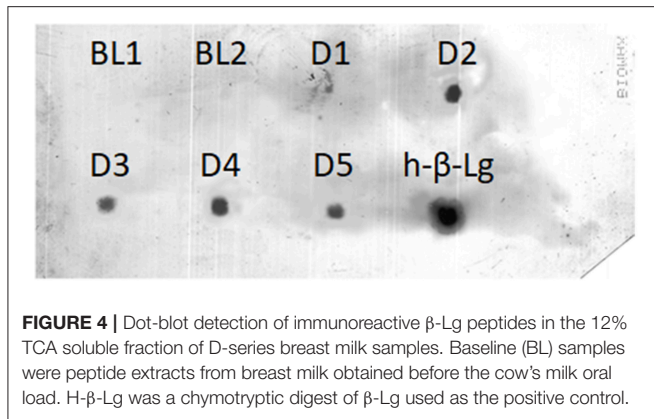 BL1 BL2 D1 D2
BIOWHX
D3 D4 D5 h-β-Lg
FIGURE 4 | Dot-blot detection of immunoreactive β-Lg peptides in the 12%
TCA soluble fraction of D-series breast milk samples. Baseline (BL) samples
were peptide extracts from breast milk obtained before the cow's milk oral
load. H-β-Lg was a chymotryptic digest of β-Lg used as the positive control.